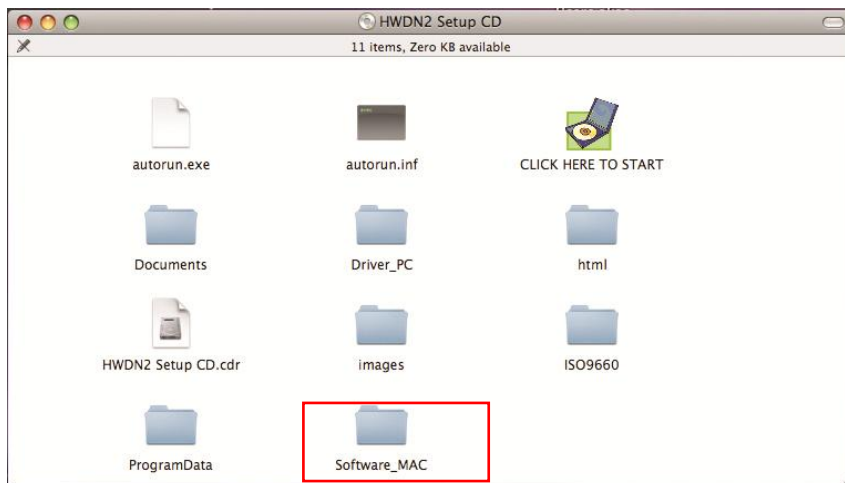 HWDN2 Setup CD
11 items, Zero KB available
autorun.exe
autorun.inf
CLICK HERE TO START
Documents
Driver_PC
html
HWDN2 Setup CD.cdr
images
ISO9660
ProgramData
Software_MAC